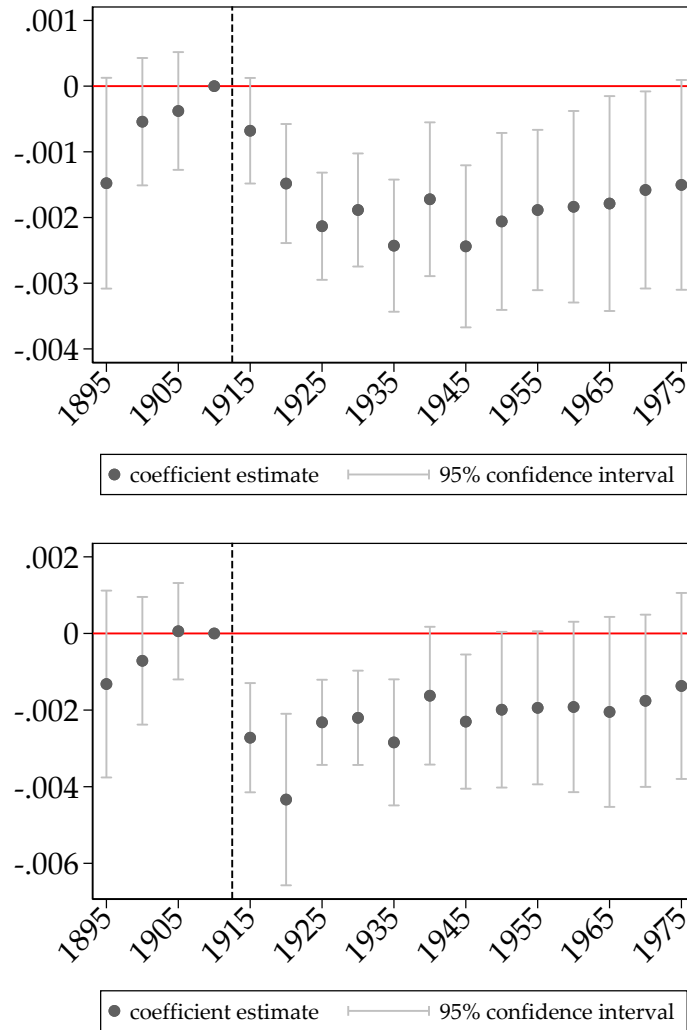 .001
0
-.001
-.002
-.003
-.004
1895 1905 1915 1925 1935 1945 1955 1965 1975
coefficient estimate 95% confidence interval
.002
0
-.002
-.004
-.006
1895 1905 1915 1925 1935 1945 1955 1965 1975
coefficient estimate 95% confidence interval